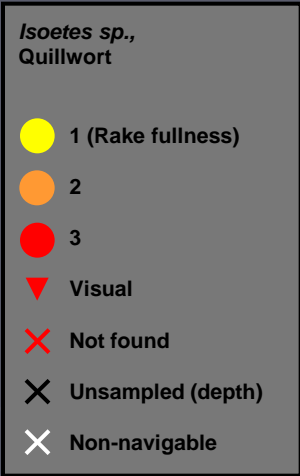 Isoetes sp.,
Quillwort
1 (Rake fullness)
2
3
Visual
Not found
Unsampled (depth)
Non-navigable